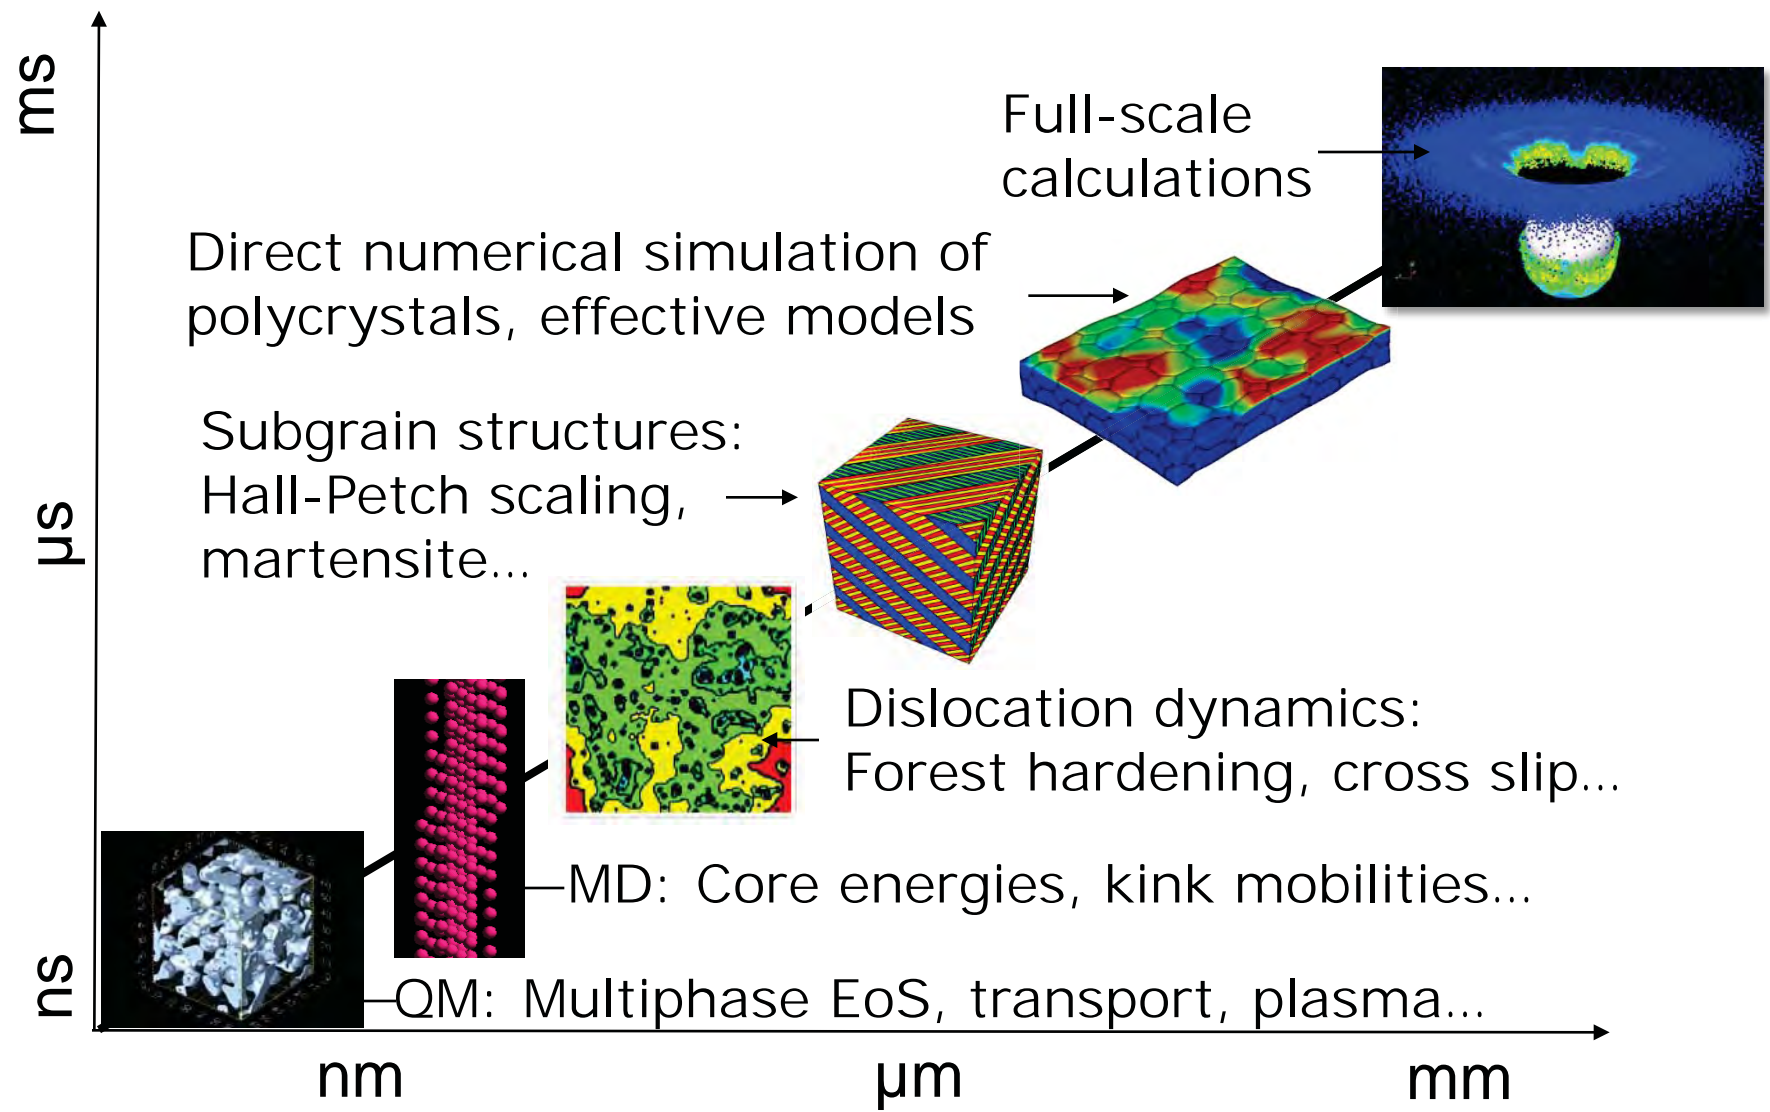 ms
Full-scale
calculations
Direct numerical simulation of
polycrystals, effective models
Subgrain structures:
Hall-Petch scaling,
martensite...
µs
Dislocation dynamics:
Forest hardening, cross slip...
MD: Core energies, kink mobilities...
QM: Multiphase EoS, transport, plasma...
ns
nm
µm
mm